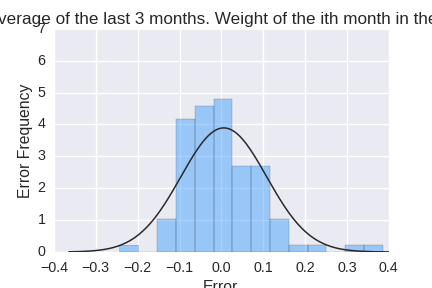 verage of the last 3 months. Weight of the ith month in the
7
6
5
4
3
2
1
0
Error Frequency
−0.4 −0.3 −0.2 −0.1 0.0 0.1 0.2 0.3 0.4
Error